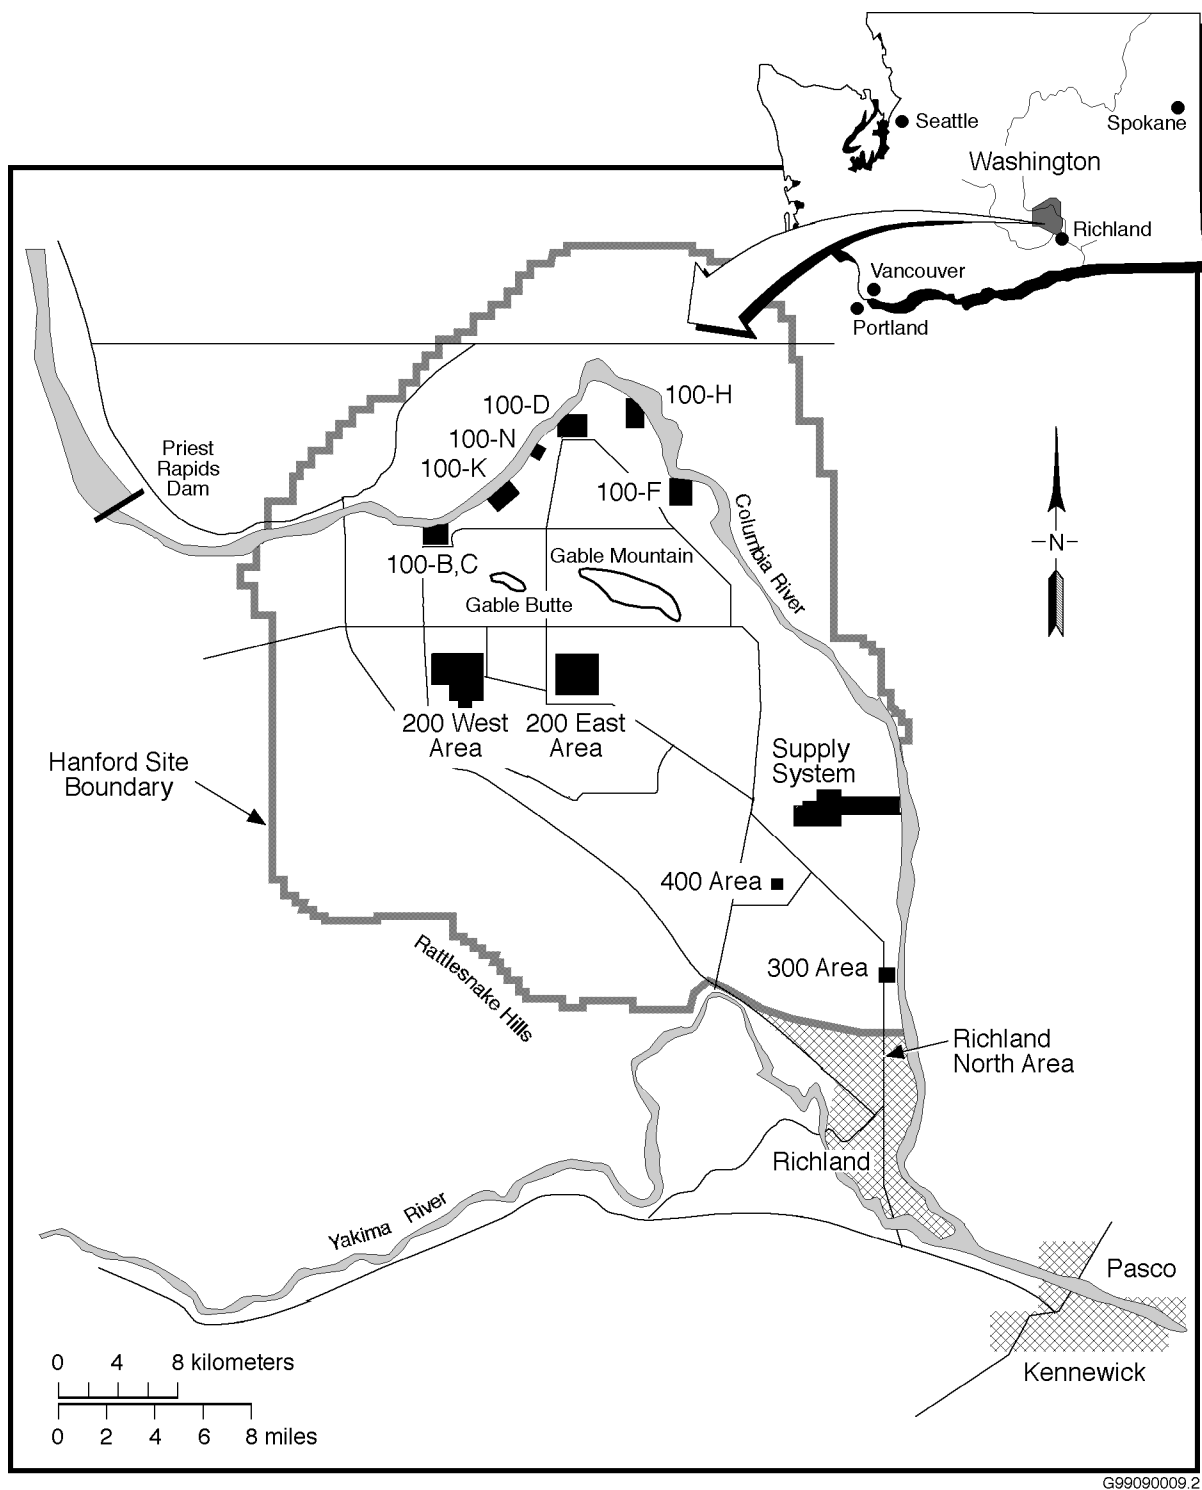 Seattle
Spokane
Washington
Richland
Vancouver
Portland
100-D
100-H
100-N
100-K
100-F
Priest
Rapids
Dam
Columbia River
-N-
100-B,C
Gable Mountain
Gable Butte
200 West
Area
200 East
Area
Hanford Site
Boundary
Supply
System
400 Area
300 Area
Rattlesnake Hills
Richland
North Area
Richland
Yakima River
Pasco
Kennewick
0 4 8 kilometers
0 2 4 6 8 miles
G99090009.2